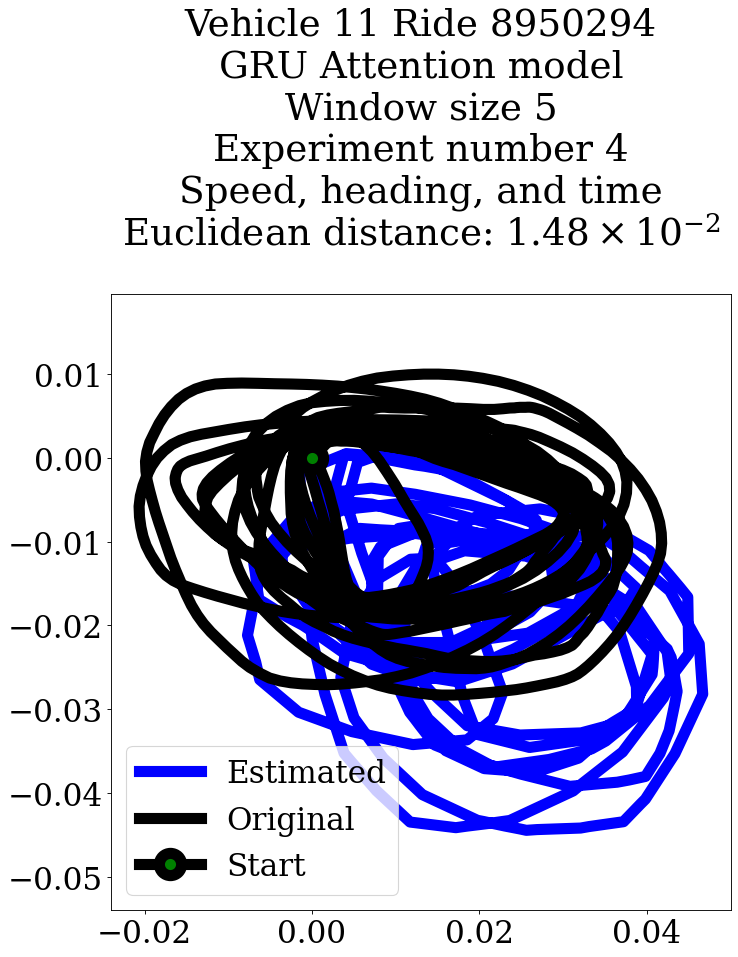 Vehicle 11 Ride 8950294
GRU Attention model
Window size 5
Experiment number 4
Speed, heading, and time
Euclidean distance: 1.48 × 10⁻²
0.01
0.00
−0.01
−0.02
−0.03
−0.04
−0.05
Estimated
Original
Start
−0.02 0.00 0.02 0.04